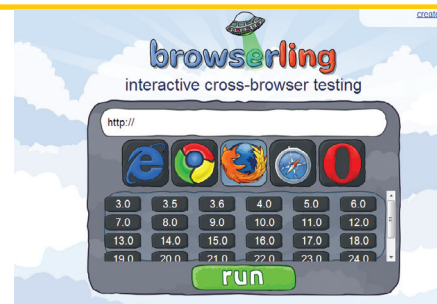 create
browserling
interactive cross-browser testing
http://
3.0 3.5 3.6 4.0 5.0 6.0
7.0 8.0 9.0 10.0 11.0 12.0
13.0 14.0 15.0 16.0 17.0 18.0
19.0 20.0 21.0 22.0 23.0 24.0
run